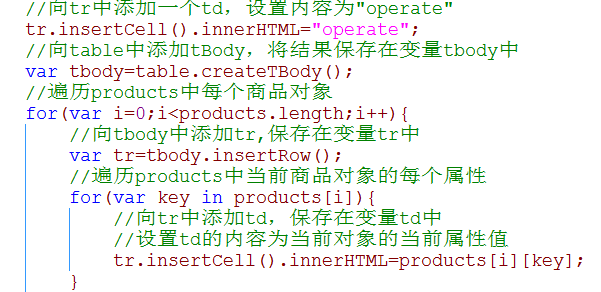 //向tr中添加一个td，设置内容为"operate"
tr.insertCell().innerHTML="operate";
//向table中添加tBody，将结果保存在变量tbody中
var tbody=table.createTBody();
//遍历products中每个商品对象
for(var i=0;i<products.length;i++){
//向tbody中添加tr,保存在变量tr中
var tr=tbody.insertRow();
//遍历products中当前商品对象的每个属性
for(var key in products[i]){
//向tr中添加td，保存在变量td中
//设置td的内容为当前对象的当前属性值
tr.insertCell().innerHTML=products[i][key];
}